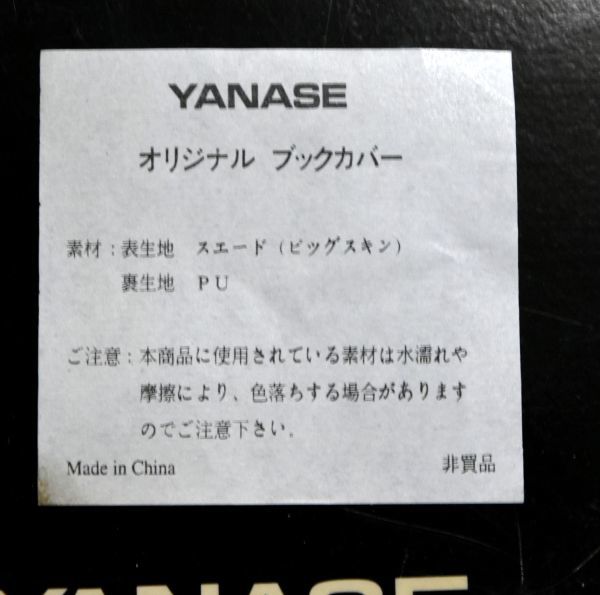 YANASE
オリジナル ブックカバー
素材：表生地 スエード（ピッグスキン）
裏生地 PU
ご注意：本商品に使用されている素材は水濡れや
摩擦により、色落ちする場合があります
のでご注意下さい。
Made in China 非買品
YANASE